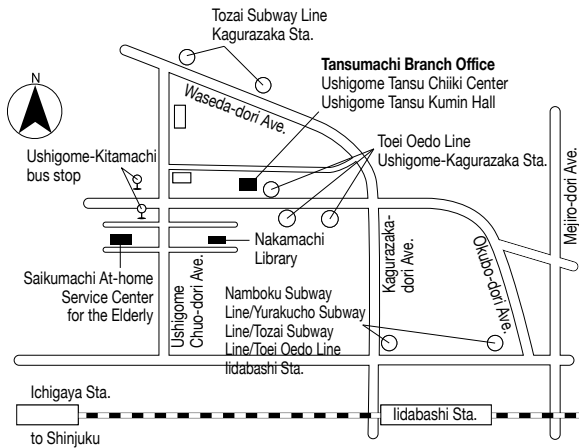 Tozai Subway Line
Kagurazaka Sta.
Tansumachi Branch Office
Ushigome Tansu Chiiki Center
Ushigome Tansu Kumin Hall
N
Waseda-dori Ave.
Toei Oedo Line
Ushigome-Kagurazaka Sta.
Ushigome-Kitamachi
bus stop
Mejiro-dori Ave.
Nakamachi
Library
Kagurazaka-
dori Ave.
Okubo-dori Ave.
Saikumachi At-home
Service Center
for the Elderly
Ushigome
Chuo-dori Ave.
Namboku Subway
Line/Yurakucho Subway
Line/Tozai Subway
Line/Toei Oedo Line
Iidabashi Sta.
Ichigaya Sta.
Iidabashi Sta.
to Shinjuku